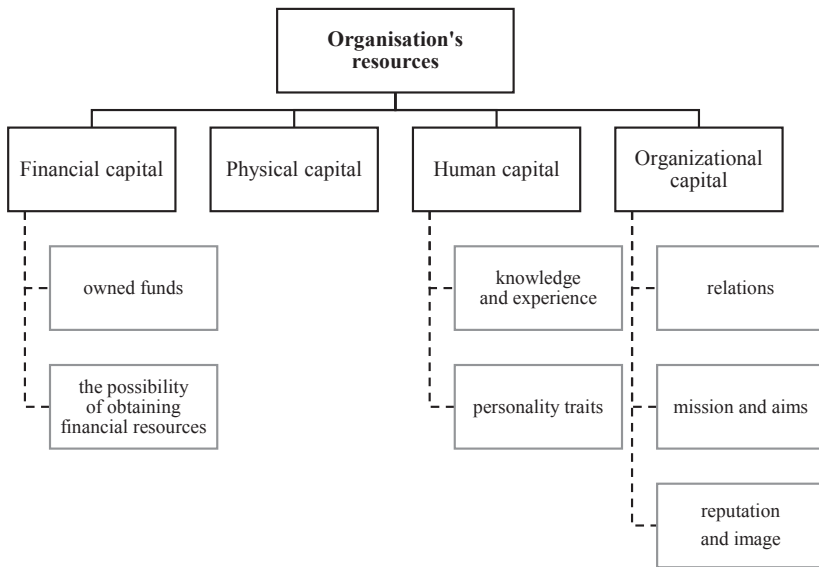 Organisation's
resources
Financial capital
Physical capital
Human capital
Organizational
capital
owned funds
knowledge
and experience
relations
the possibility
of obtaining
financial resources
personality traits
mission and aims
reputation
and image